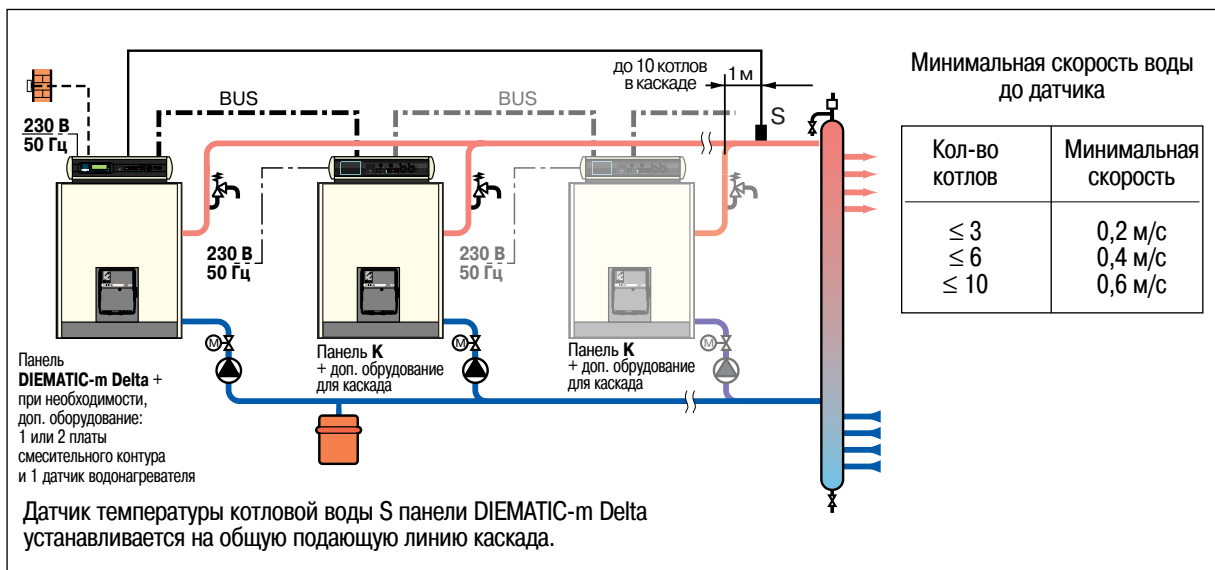 до 10 котлов
в каскаде
1 м
BUS
BUS
S
230 В
50 Гц
230 В
50 Гц
230 В
50 Гц
M
M
M
Панель
DIEMATIC-m Delta +
при необходимости,
доп. оборудование:
1 или 2 платы
смесительного контура
и 1 датчик водонагревателя
Панель K
+ доп. обрудование
для каскада
Панель K
+ доп. обрудование
для каскада
Датчик температуры котловой воды S панели DIEMATIC-m Delta
устанавливается на общую подающую линию каскада.
Минимальная скорость воды
до датчика
Кол-во
котлов
Минимальная
скорость
≤ 3 0,2 м/с
≤ 6 0,4 м/с
≤ 10 0,6 м/с